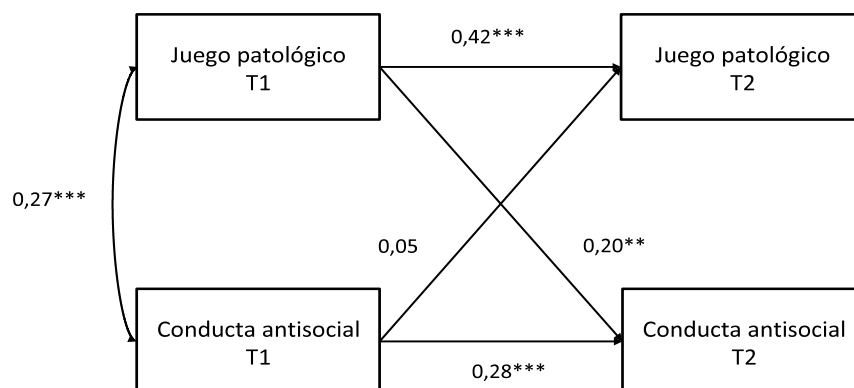 Juego patológico
T1
0,42***
Juego patológico
T2
0,27***
0,05
0,20**
Conducta antisocial
T1
0,28***
Conducta antisocial
T2